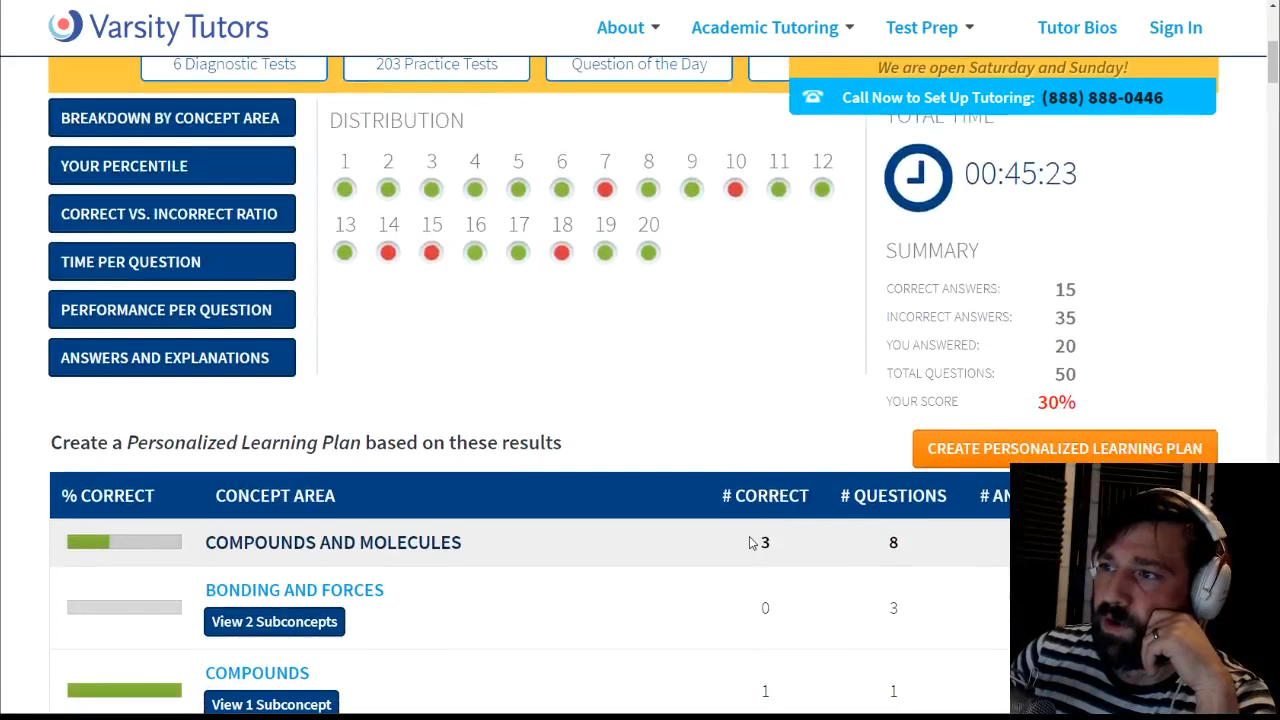 Varsity Tutors
About
Academic Tutoring
Test Prep
Tutor Bios
Sign In
6 Diagnostic Tests
203 Practice Tests
Question of the Day
We are open Saturday and Sunday!
Call Now to Set Up Tutoring: (888) 888-0446
BREAKDOWN BY CONCEPT AREA
YOUR PERCENTILE
CORRECT VS. INCORRECT RATIO
TIME PER QUESTION
PERFORMANCE PER QUESTION
ANSWERS AND EXPLANATIONS
DISTRIBUTION
1 2 3 4 5 6 7 8 9 10 11 12
13 14 15 16 17 18 19 20
TOTAL TIME
00:45:23
SUMMARY
CORRECT ANSWERS: 15
INCORRECT ANSWERS: 35
YOU ANSWERED: 20
TOTAL QUESTIONS: 50
YOUR SCORE 30%
Create a Personalized Learning Plan based on these results
CREATE PERSONALIZED LEARNING PLAN
% CORRECT CONCEPT AREA # CORRECT # QUESTIONS # AN
COMPOUNDS AND MOLECULES 3 8
BONDING AND FORCES 0 3
View 2 Subconcepts
COMPOUNDS 1 1
View 1 Subconcept